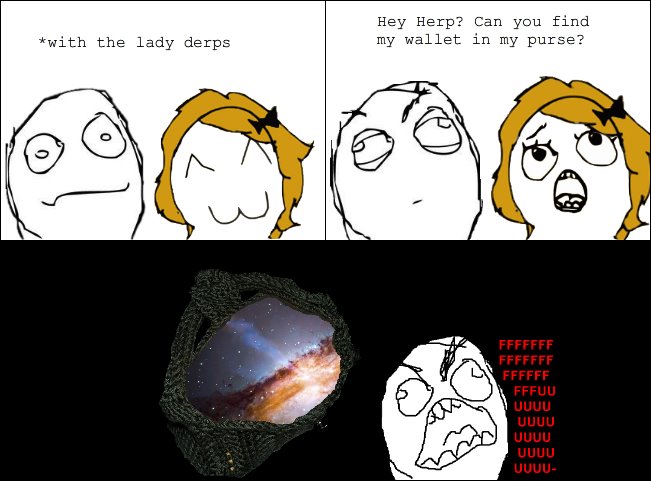 *with the lady derps
Hey Herp? Can you find
my wallet in my purse?
FFFFFFF
FFFFFFF
FFFFFF
FFFUU
UUUU
UUUU
UUUU
UUUU
UUUU-